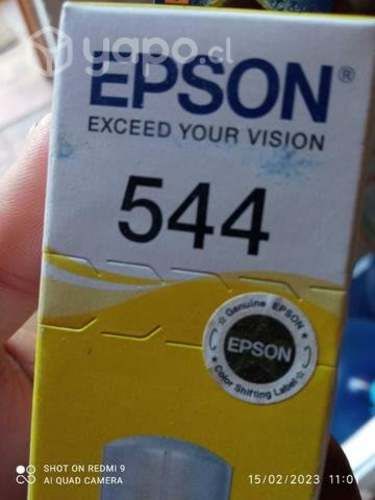 yapo.cl
EPSON®
EXCEED YOUR VISION
544
Genuine EPSON
EPSON
Color Shifting Label
SHOT ON REDMI 9
AI QUAD CAMERA
15/02/2023 11:0